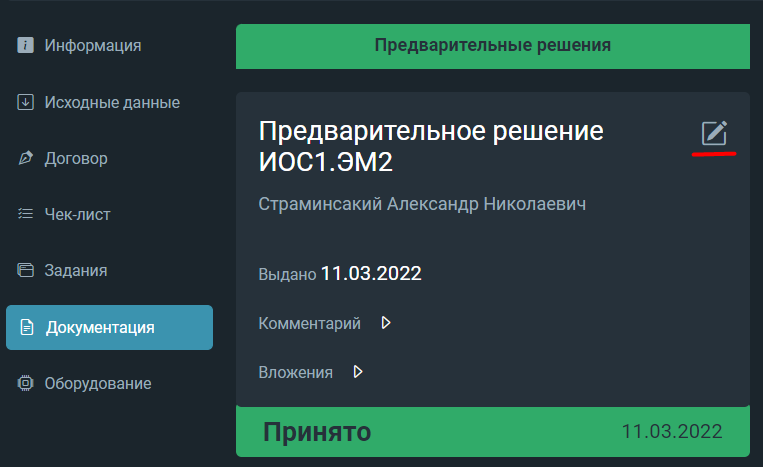 Информация
Исходные данные
Договор
Чек-лист
Задания
Документация
Оборудование
Предварительные решения
Предварительное решение
ИОС1.ЭМ2
Страминсакий Александр Николаевич
Выдано 11.03.2022
Комментарий
Вложения
Принято 11.03.2022